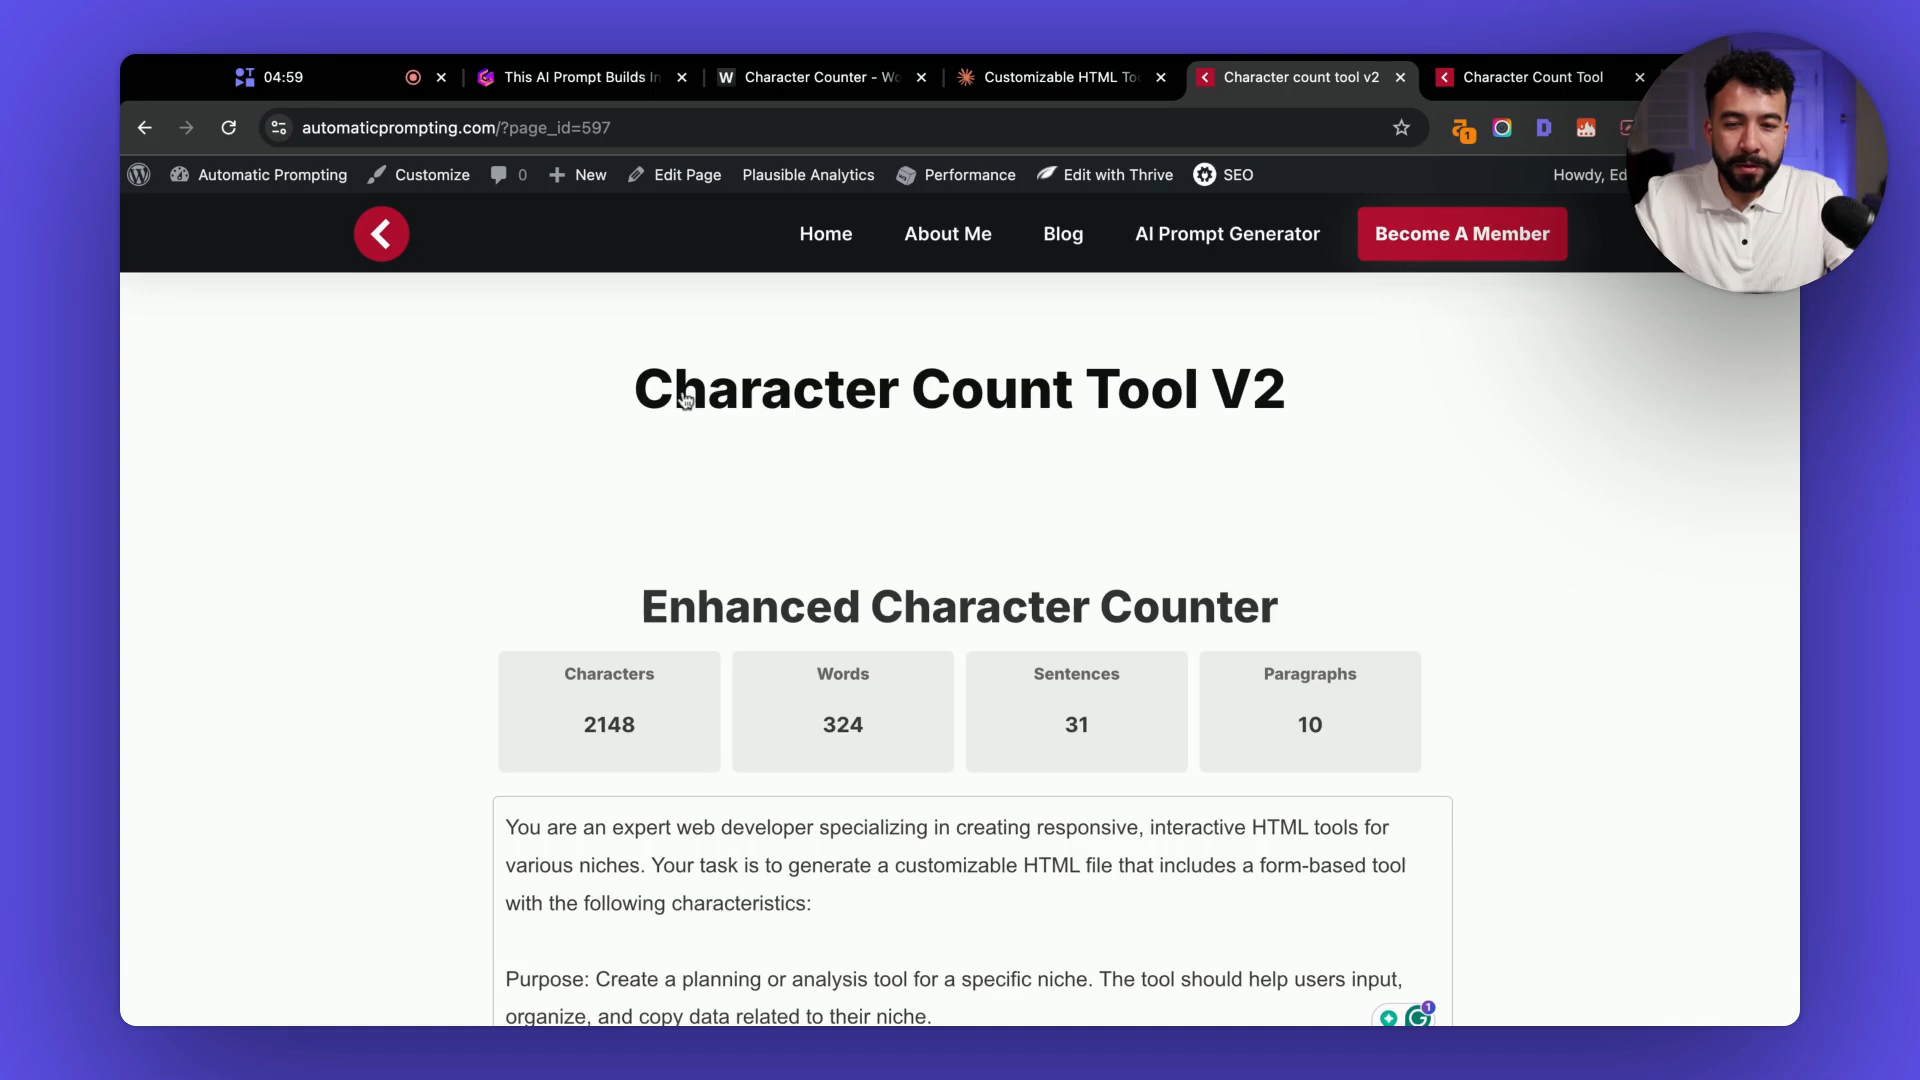 04:59
This AI Prompt Builds In
Character Counter - Wo
Customizable HTML Too
Character count tool v2
Character Count Tool
automaticprompting.com/?page_id=597
1
Automatic Prompting
Customize
0
New
Edit Page
Plausible Analytics
Performance
Edit with Thrive
SEO
Howdy, Ed
Home
About Me
Blog
AI Prompt Generator
Become A Member
Character Count Tool V2
Enhanced Character Counter
Characters
Words
Sentences
Paragraphs
2148
324
31
10
You are an expert web developer specializing in creating responsive, interactive HTML tools for
various niches. Your task is to generate a customizable HTML file that includes a form-based tool
with the following characteristics:
Purpose: Create a planning or analysis tool for a specific niche. The tool should help users input,
organize, and copy data related to their niche.
1